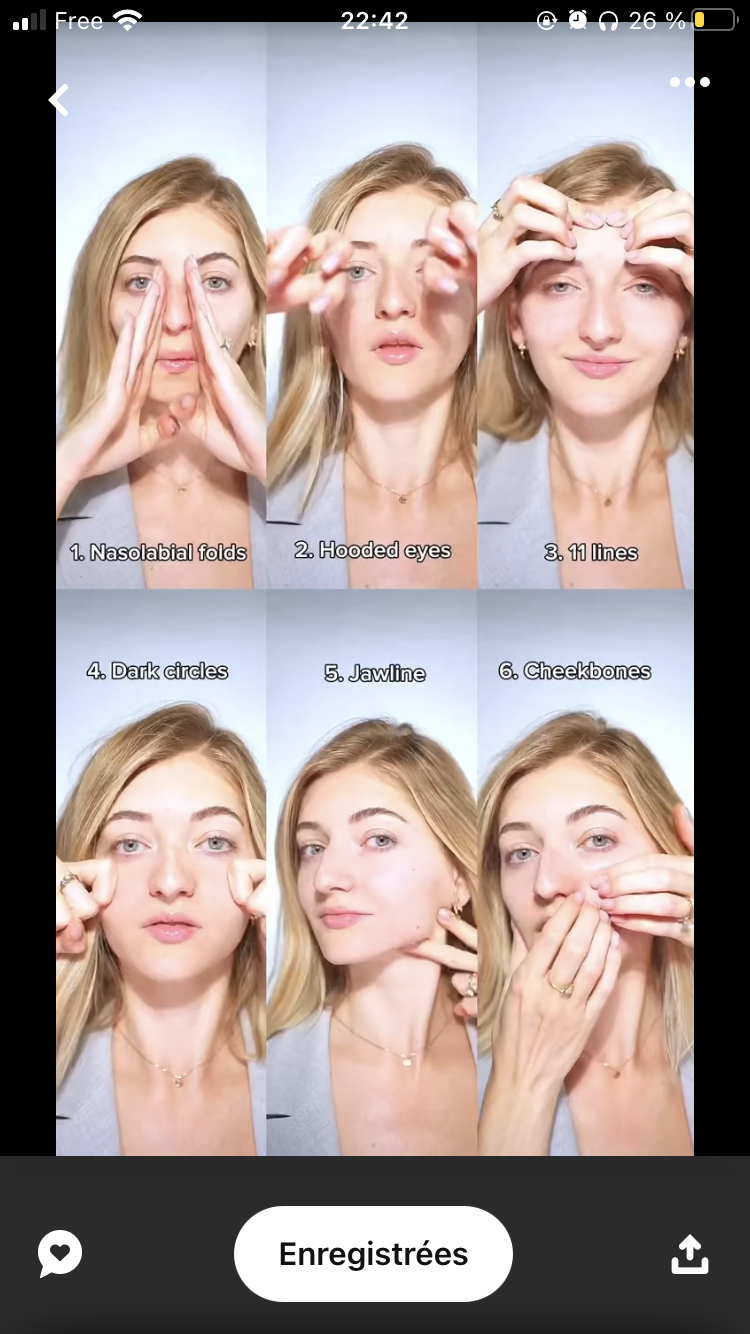 Free 22:42 26 %
1. Nasolabial folds
2. Hooded eyes
3. 11 lines
4. Dark circles
5. Jawline
6. Cheekbones
Enregistrées